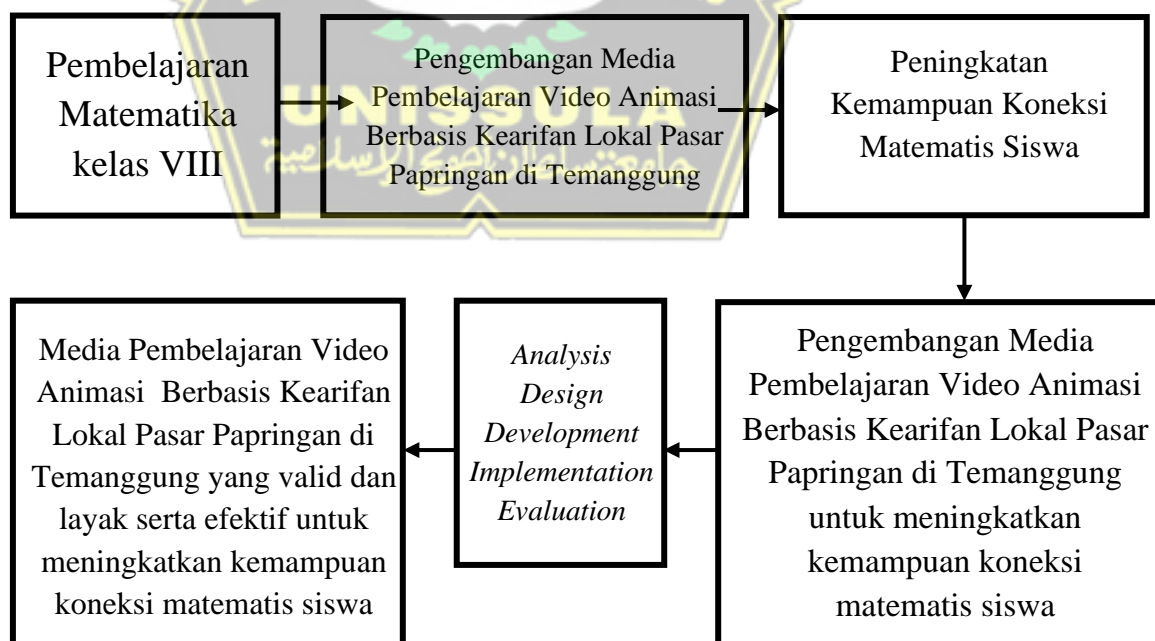 Pembelajaran
Matematika
kelas VIII
Pengembangan Media
Pembelajaran Video Animasi
Berbasis Kearifan Lokal Pasar
Papringan di Temanggung
UNISSULA
جامعنساطان أجوني الإسلامية
Peningkatan
Kemampuan Koneksi
Matematis Siswa
Pengembangan Media
Pembelajaran Video Animasi
Berbasis Kearifan Lokal Pasar
Papringan di Temanggung
untuk meningkatkan
kemampuan koneksi
matematis siswa
Analysis
Design
Development
Implementation
Evaluation
Media Pembelajaran Video
Animasi Berbasis Kearifan
Lokal Pasar Papringan di
Temanggung yang valid dan
layak serta efektif untuk
meningkatkan kemampuan
koneksi matematis siswa